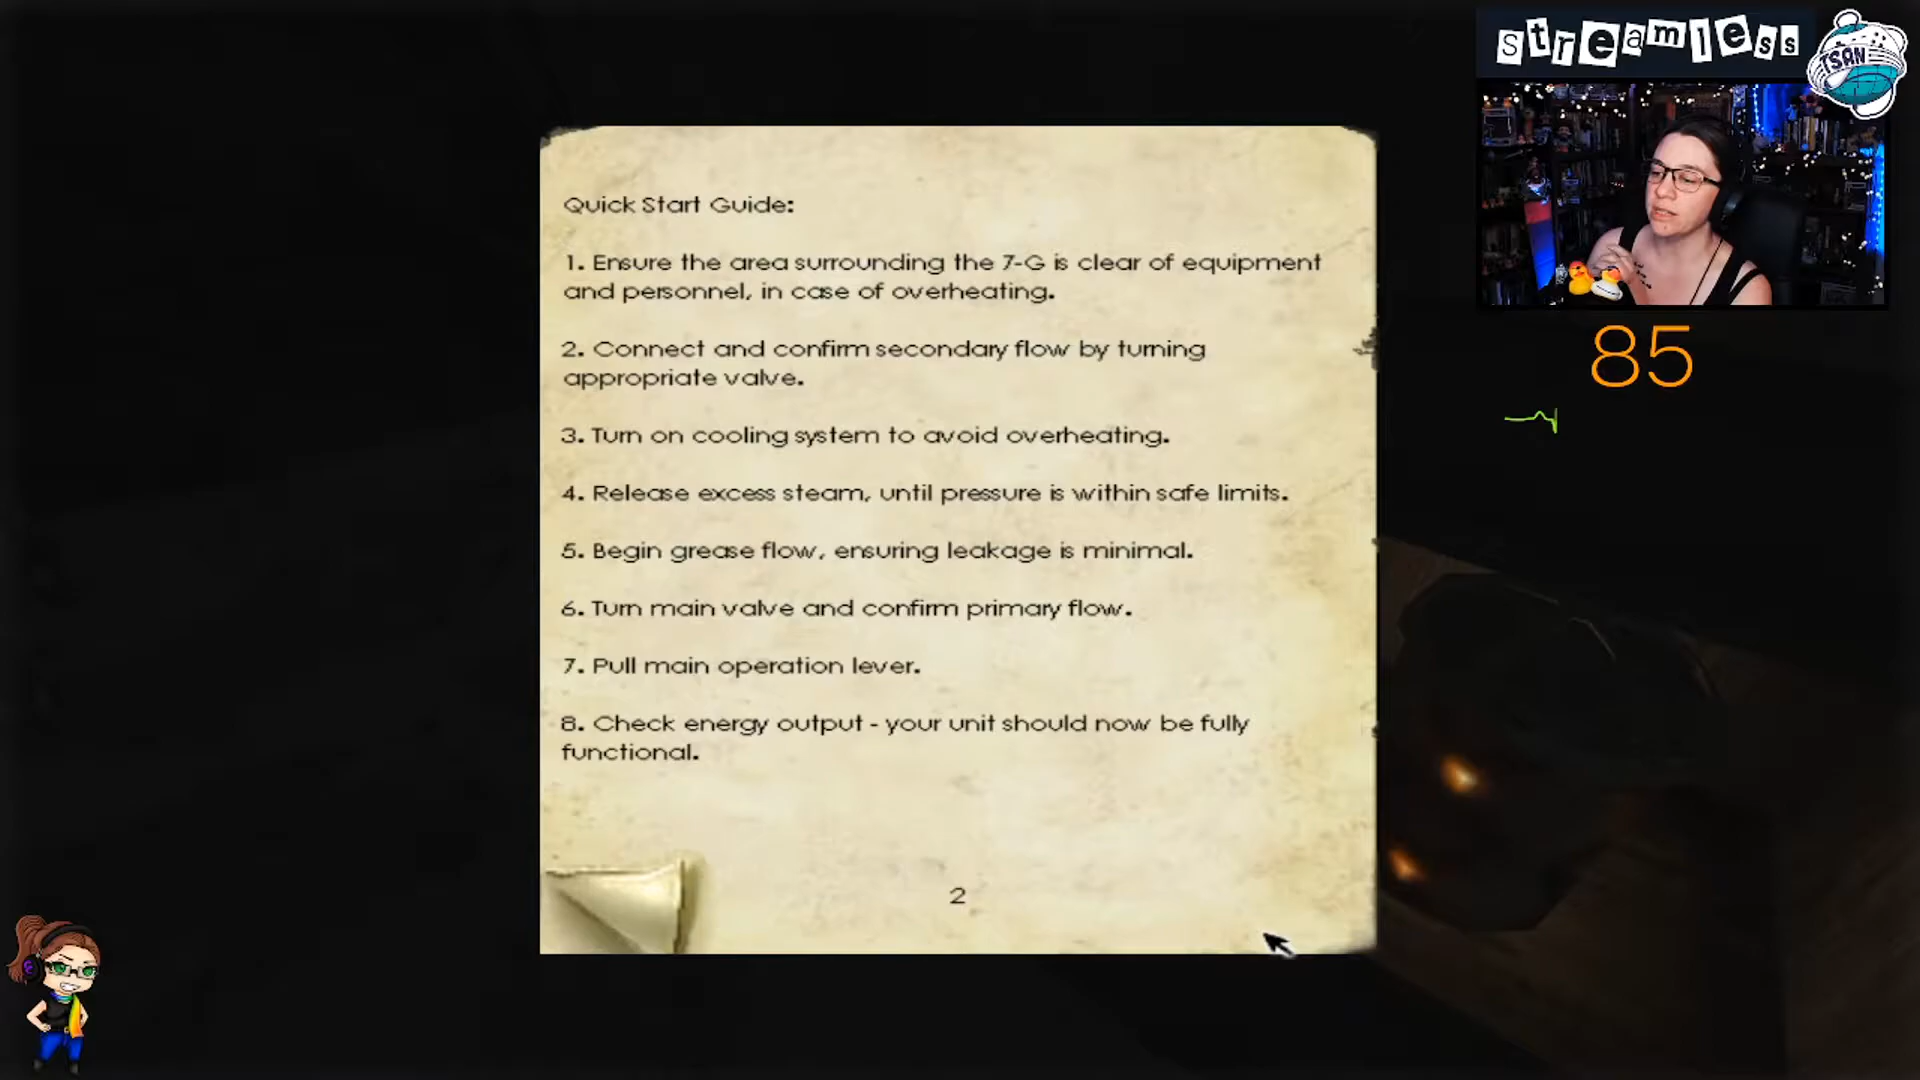 streamless
TSAN
Quick Start Guide:
1. Ensure the area surrounding the 7-G is clear of equipment
and personnel, in case of overheating.
2. Connect and confirm secondary flow by turning
appropriate valve.
3. Turn on cooling system to avoid overheating.
4. Release excess steam, until pressure is within safe limits.
5. Begin grease flow, ensuring leakage is minimal.
6. Turn main valve and confirm primary flow.
7. Pull main operation lever.
8. Check energy output - your unit should now be fully
functional.
2
85